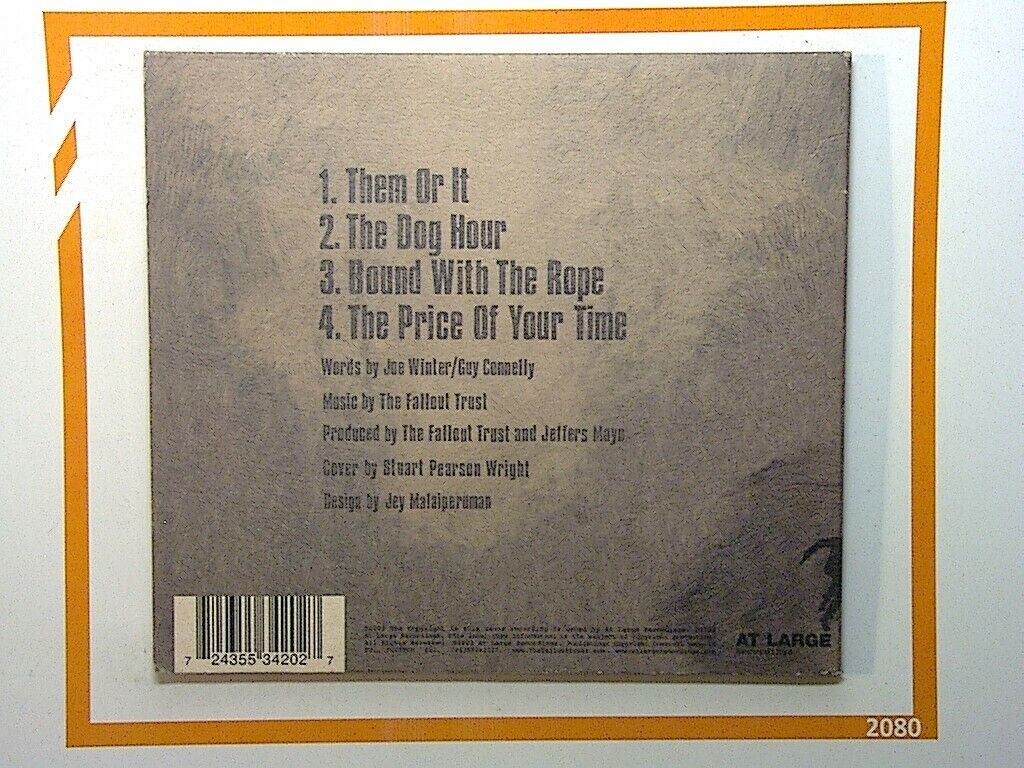 1. Them Or It
2. The Dog Hour
3. Bound With The Rope
4. The Price Of Your Time
Words by Joe Winter/Guy Connelly
Music by The Fallout Trust
Produced by The Fallout Trust and Jeffers Mayo
Cover by Stuart Pearson Wright
Design by Jey
7 24355 34202 7
AT LARGE
2080